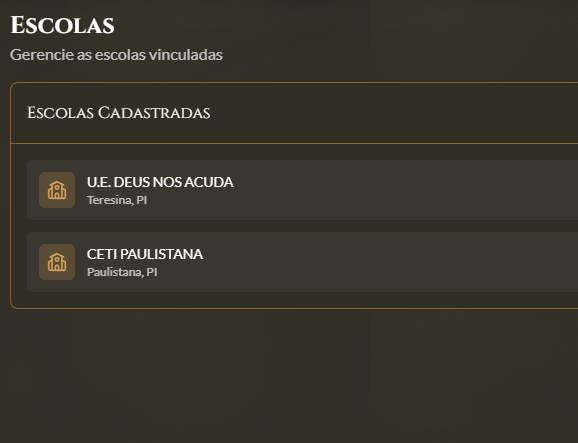 Escolas
Gerencie as escolas vinculadas
Escolas Cadastradas
U.E. DEUS NOS ACUDA
Teresina, PI
CETI PAULISTANA
Paulistana, PI